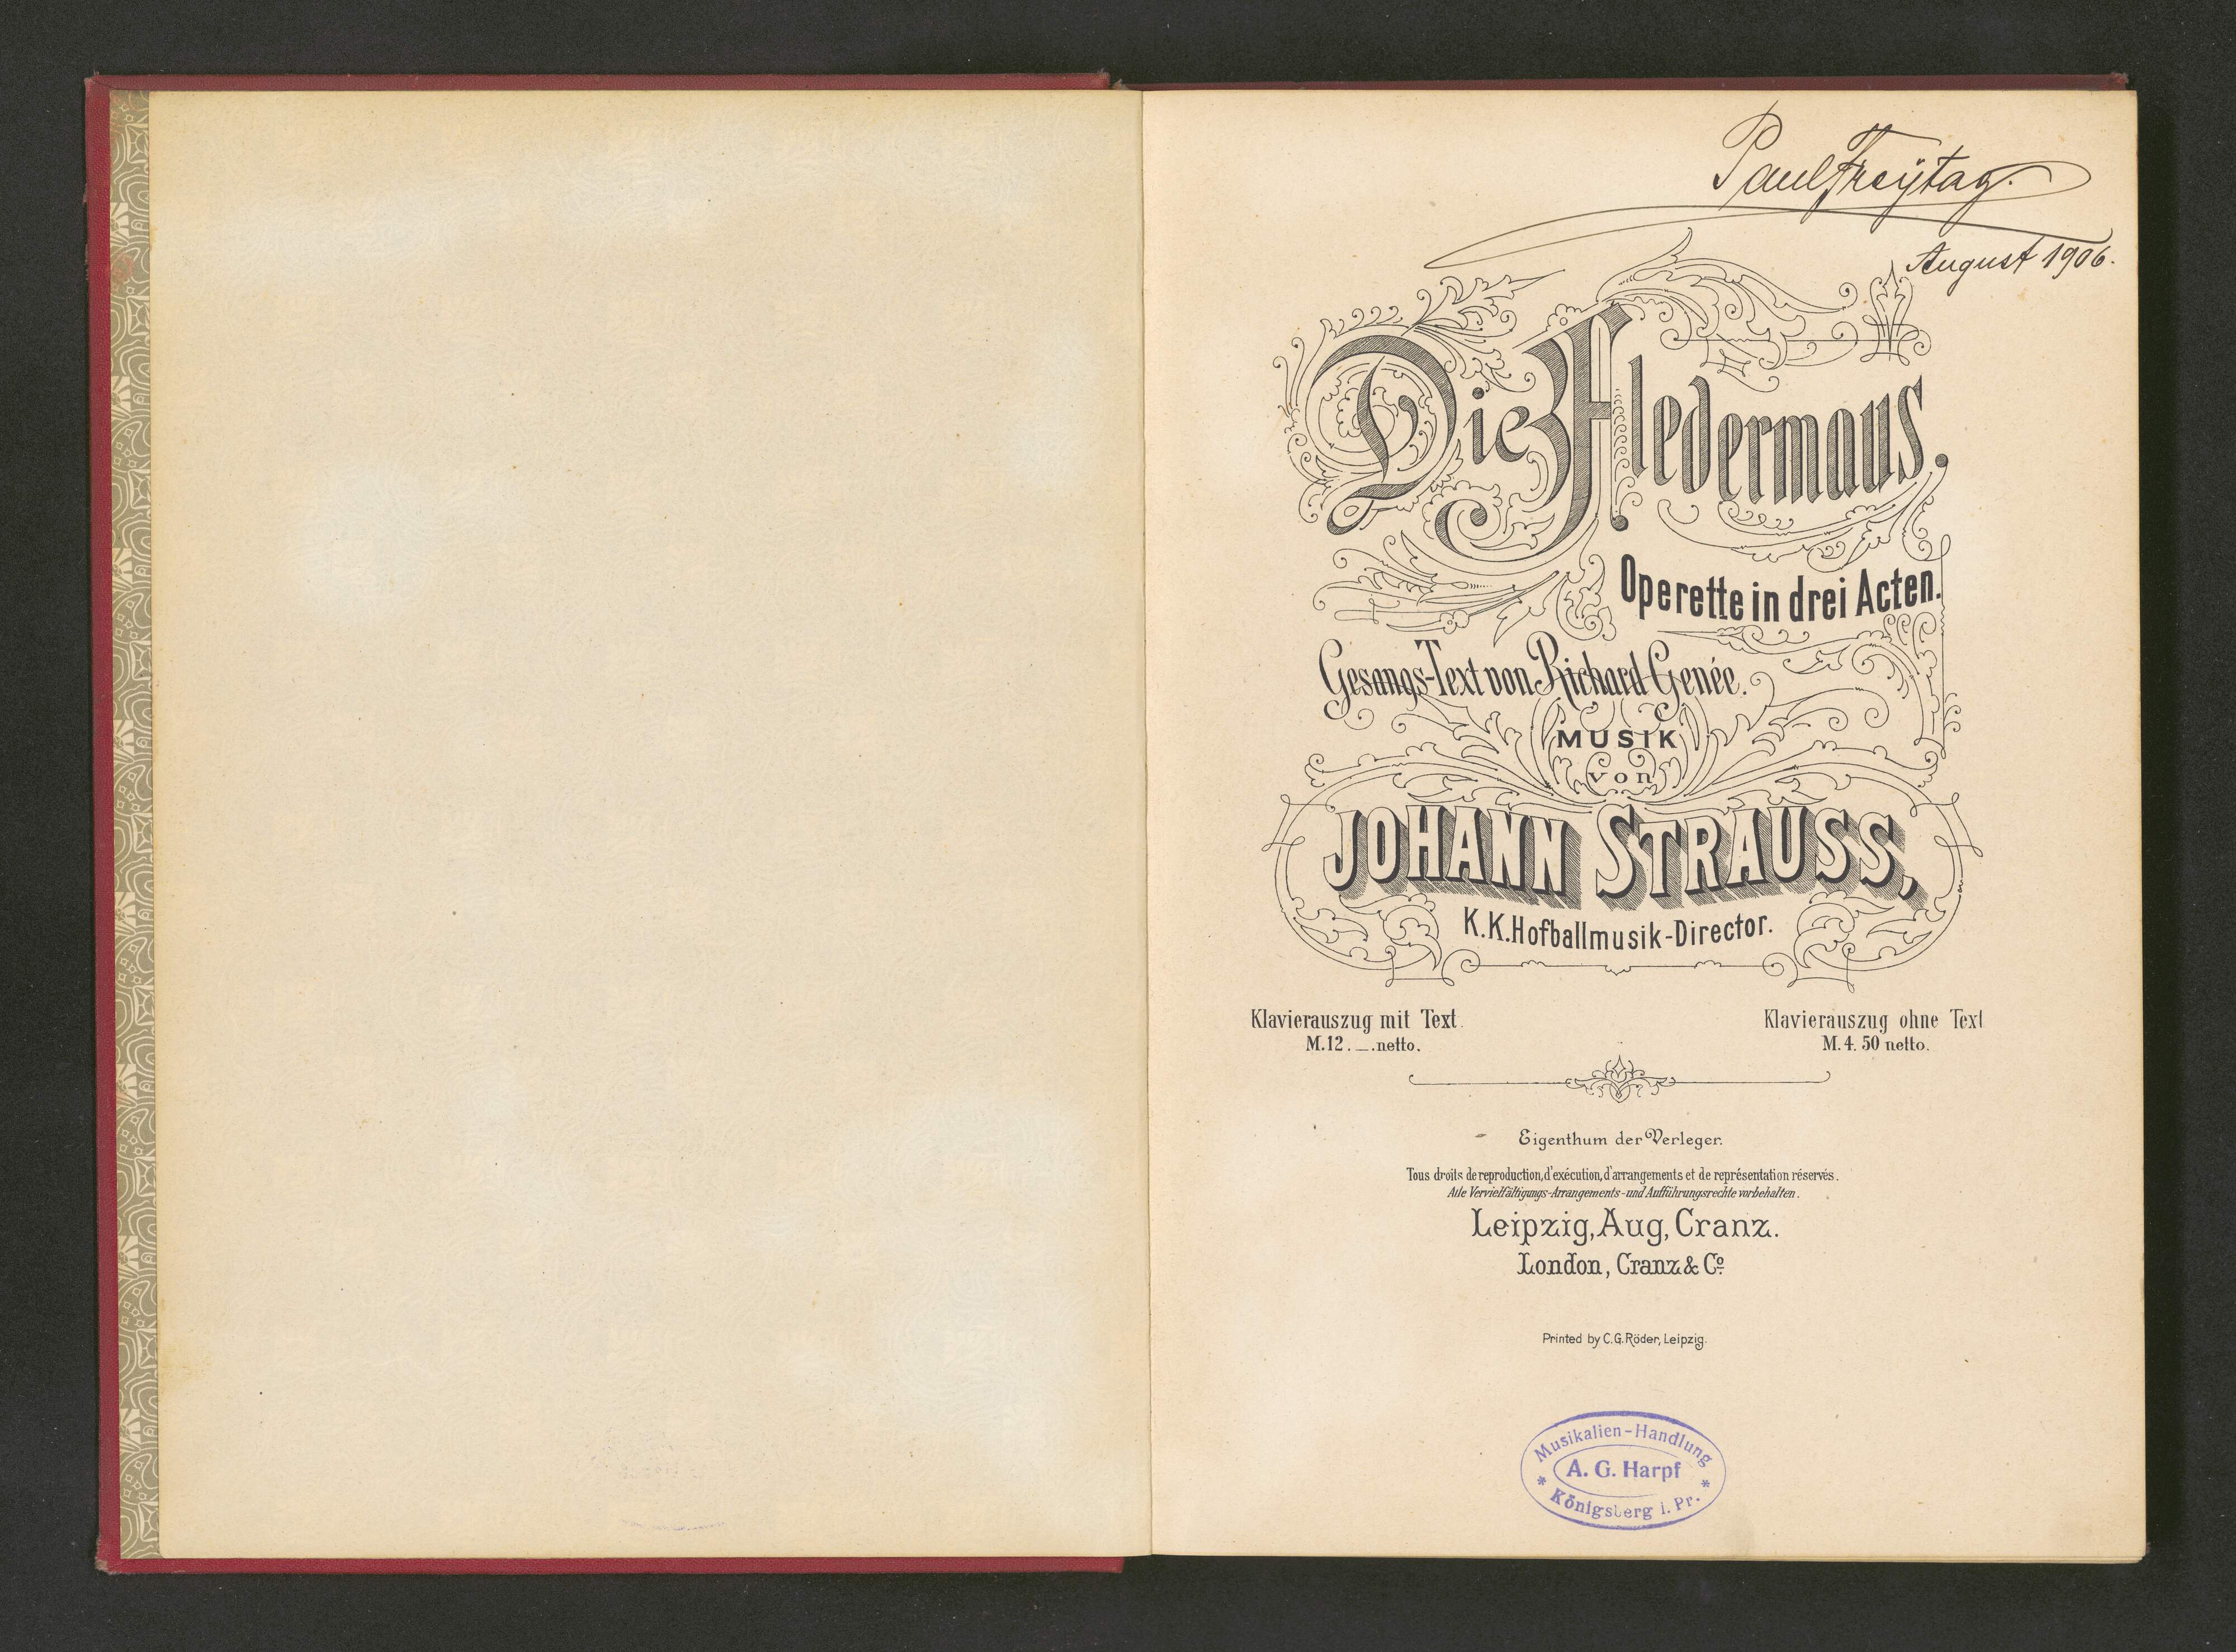 Paul Freÿtag.
August 1906.
Die Fledermaus.
Operette in drei Acten.
Gesangs-Text von Richard Genée.
MUSIK
von
JOHANN STRAUSS,
K.K. Hofballmusik-Director.
Klavierauszug mit Text.
M.12._.netto.
Klavierauszug ohne Text
M.4.50 netto.
Eigenthum der Verleger.
Tous droits de reproduction, d'exécution, d'arrangements et de représentation réservés.
Alle Vervielfältigungs-Arrangements-und Aufführungsrechte vorbehalten.
Leipzig, Aug, Cranz.
London, Cranz & Co.
Printed by C.G. Röder, Leipzig.
Musikalien-Handlung
A. G. Harpf
* Königsberg i. Pr. *